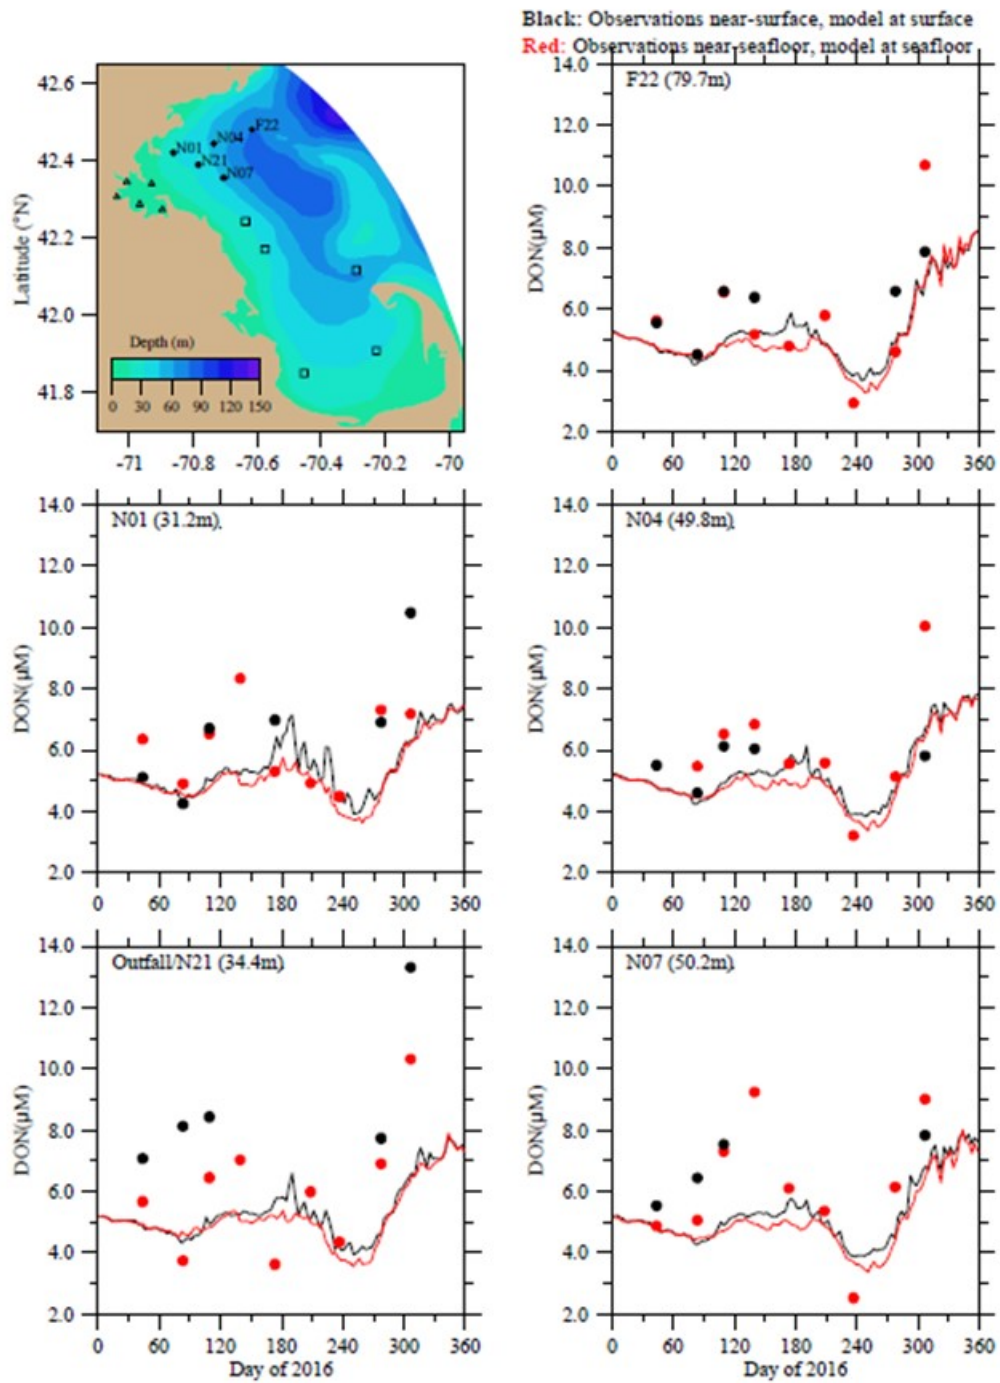 Black: Observations near-surface, model at surface
Red: Observations near-seafloor, model at seafloor
42.6
42.4
42.2
42.0
41.8
Latitude (°N)
F22
N04
N01
N21
N07
Depth (m)
0 30 60 90 120 150
-71 -70.8 -70.6 -70.4 -70.2 -70
F22 (79.7m)
DON(μM)
14.0
12.0
10.0
8.0
6.0
4.0
2.0
0 60 120 180 240 300 360
N01 (31.2m)
DON(μM)
14.0
12.0
10.0
8.0
6.0
4.0
2.0
0 60 120 180 240 300 360
N04 (49.8m)
DON(μM)
14.0
12.0
10.0
8.0
6.0
4.0
2.0
0 60 120 180 240 300 360
Outfall/N21 (34.4m)
DON(μM)
14.0
12.0
10.0
8.0
6.0
4.0
2.0
0 60 120 180 240 300 360
Day of 2016
N07 (50.2m)
DON(μM)
14.0
12.0
10.0
8.0
6.0
4.0
2.0
0 60 120 180 240 300 360
Day of 2016